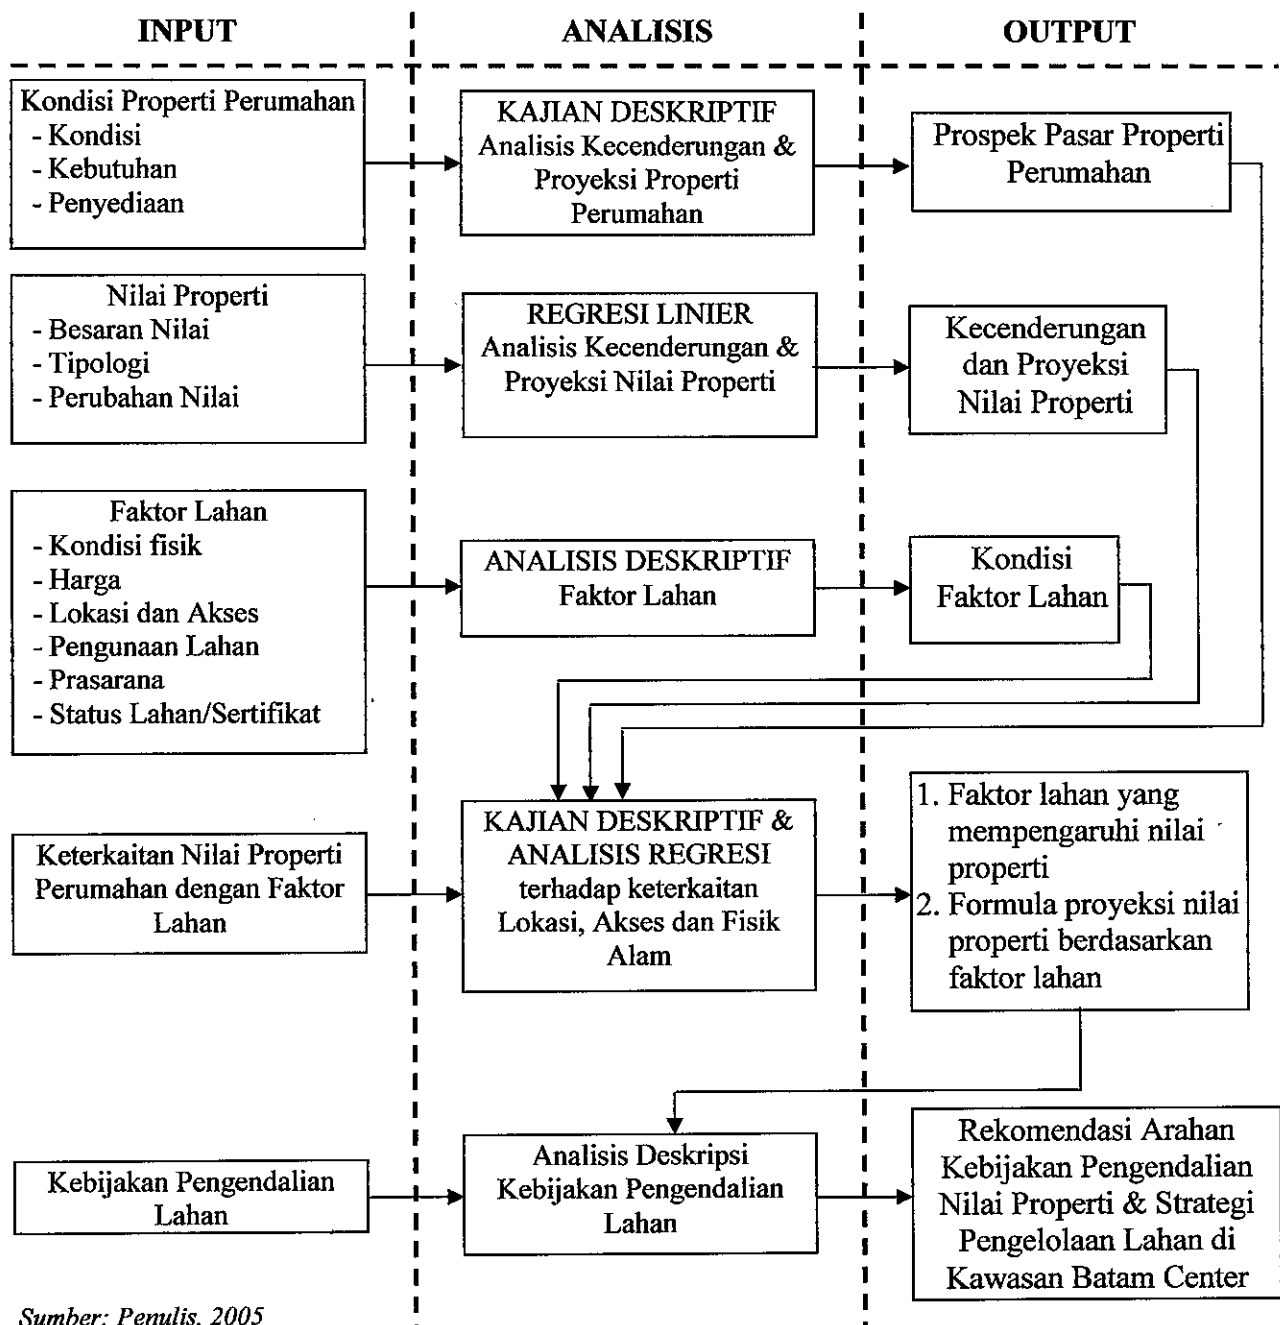 INPUT
ANALISIS
OUTPUT
Kondisi Properti Perumahan
- Kondisi
- Kebutuhan
- Penyediaan
KAJIAN DESKRIPTIF
Analisis Kecenderungan &
Proyeksi Properti
Perumahan
Prospek Pasar Properti
Perumahan
Nilai Properti
- Besaran Nilai
- Tipologi
- Perubahan Nilai
REGRESI LINIER
Analisis Kecenderungan &
Proyeksi Nilai Properti
Kecenderungan
dan Proyeksi
Nilai Properti
Faktor Lahan
- Kondisi fisik
- Harga
- Lokasi dan Akses
- Pengunaan Lahan
- Prasarana
- Status Lahan/Sertifikat
ANALISIS DESKRIPTIF
Faktor Lahan
Kondisi
Faktor Lahan
Keterkaitan Nilai Properti
Perumahan dengan Faktor
Lahan
KAJIAN DESKRIPTIF &
ANALISIS REGRESI
terhadap keterkaitan
Lokasi, Akses dan Fisik
Alam
1. Faktor lahan yang
mempengaruhi nilai
properti
2. Formula proyeksi nilai
properti berdasarkan
faktor lahan
Kebijakan Pengendalian
Lahan
Analisis Deskripsi
Kebijakan Pengendalian
Lahan
Rekomendasi Arahan
Kebijakan Pengendalian
Nilai Properti & Strategi
Pengelolaan Lahan di
Kawasan Batam Center
Sumber: Penulis, 2005